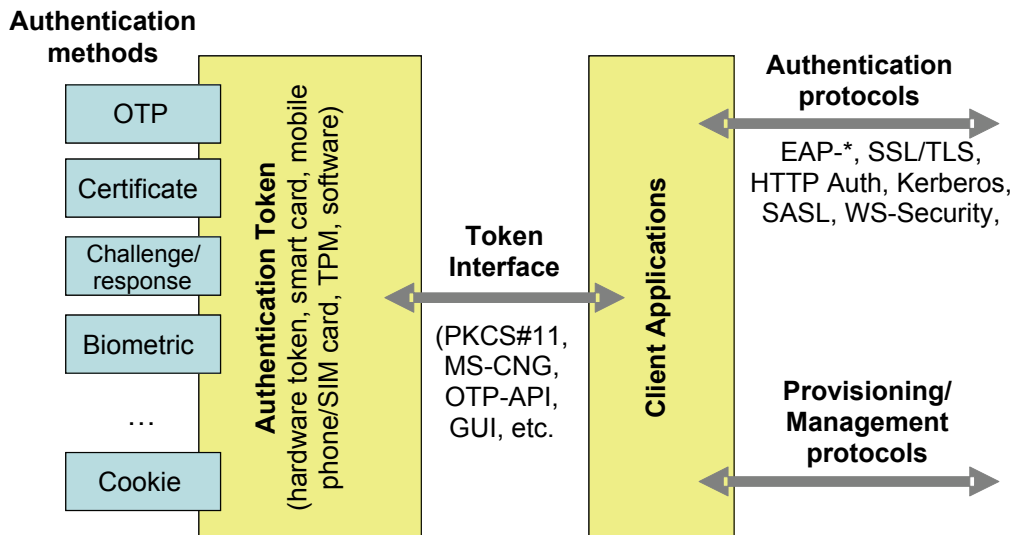 Authentication
methods
OTP
Certificate
Challenge/
response
Biometric
…
Cookie
Authentication Token
(hardware token, smart card, mobile
phone/SIM card, TPM, software)
Token
Interface
(PKCS#11,
MS-CNG,
OTP-API,
GUI, etc.
Client Applications
Authentication
protocols
EAP-*, SSL/TLS,
HTTP Auth, Kerberos,
SASL, WS-Security,
Provisioning/
Management
protocols